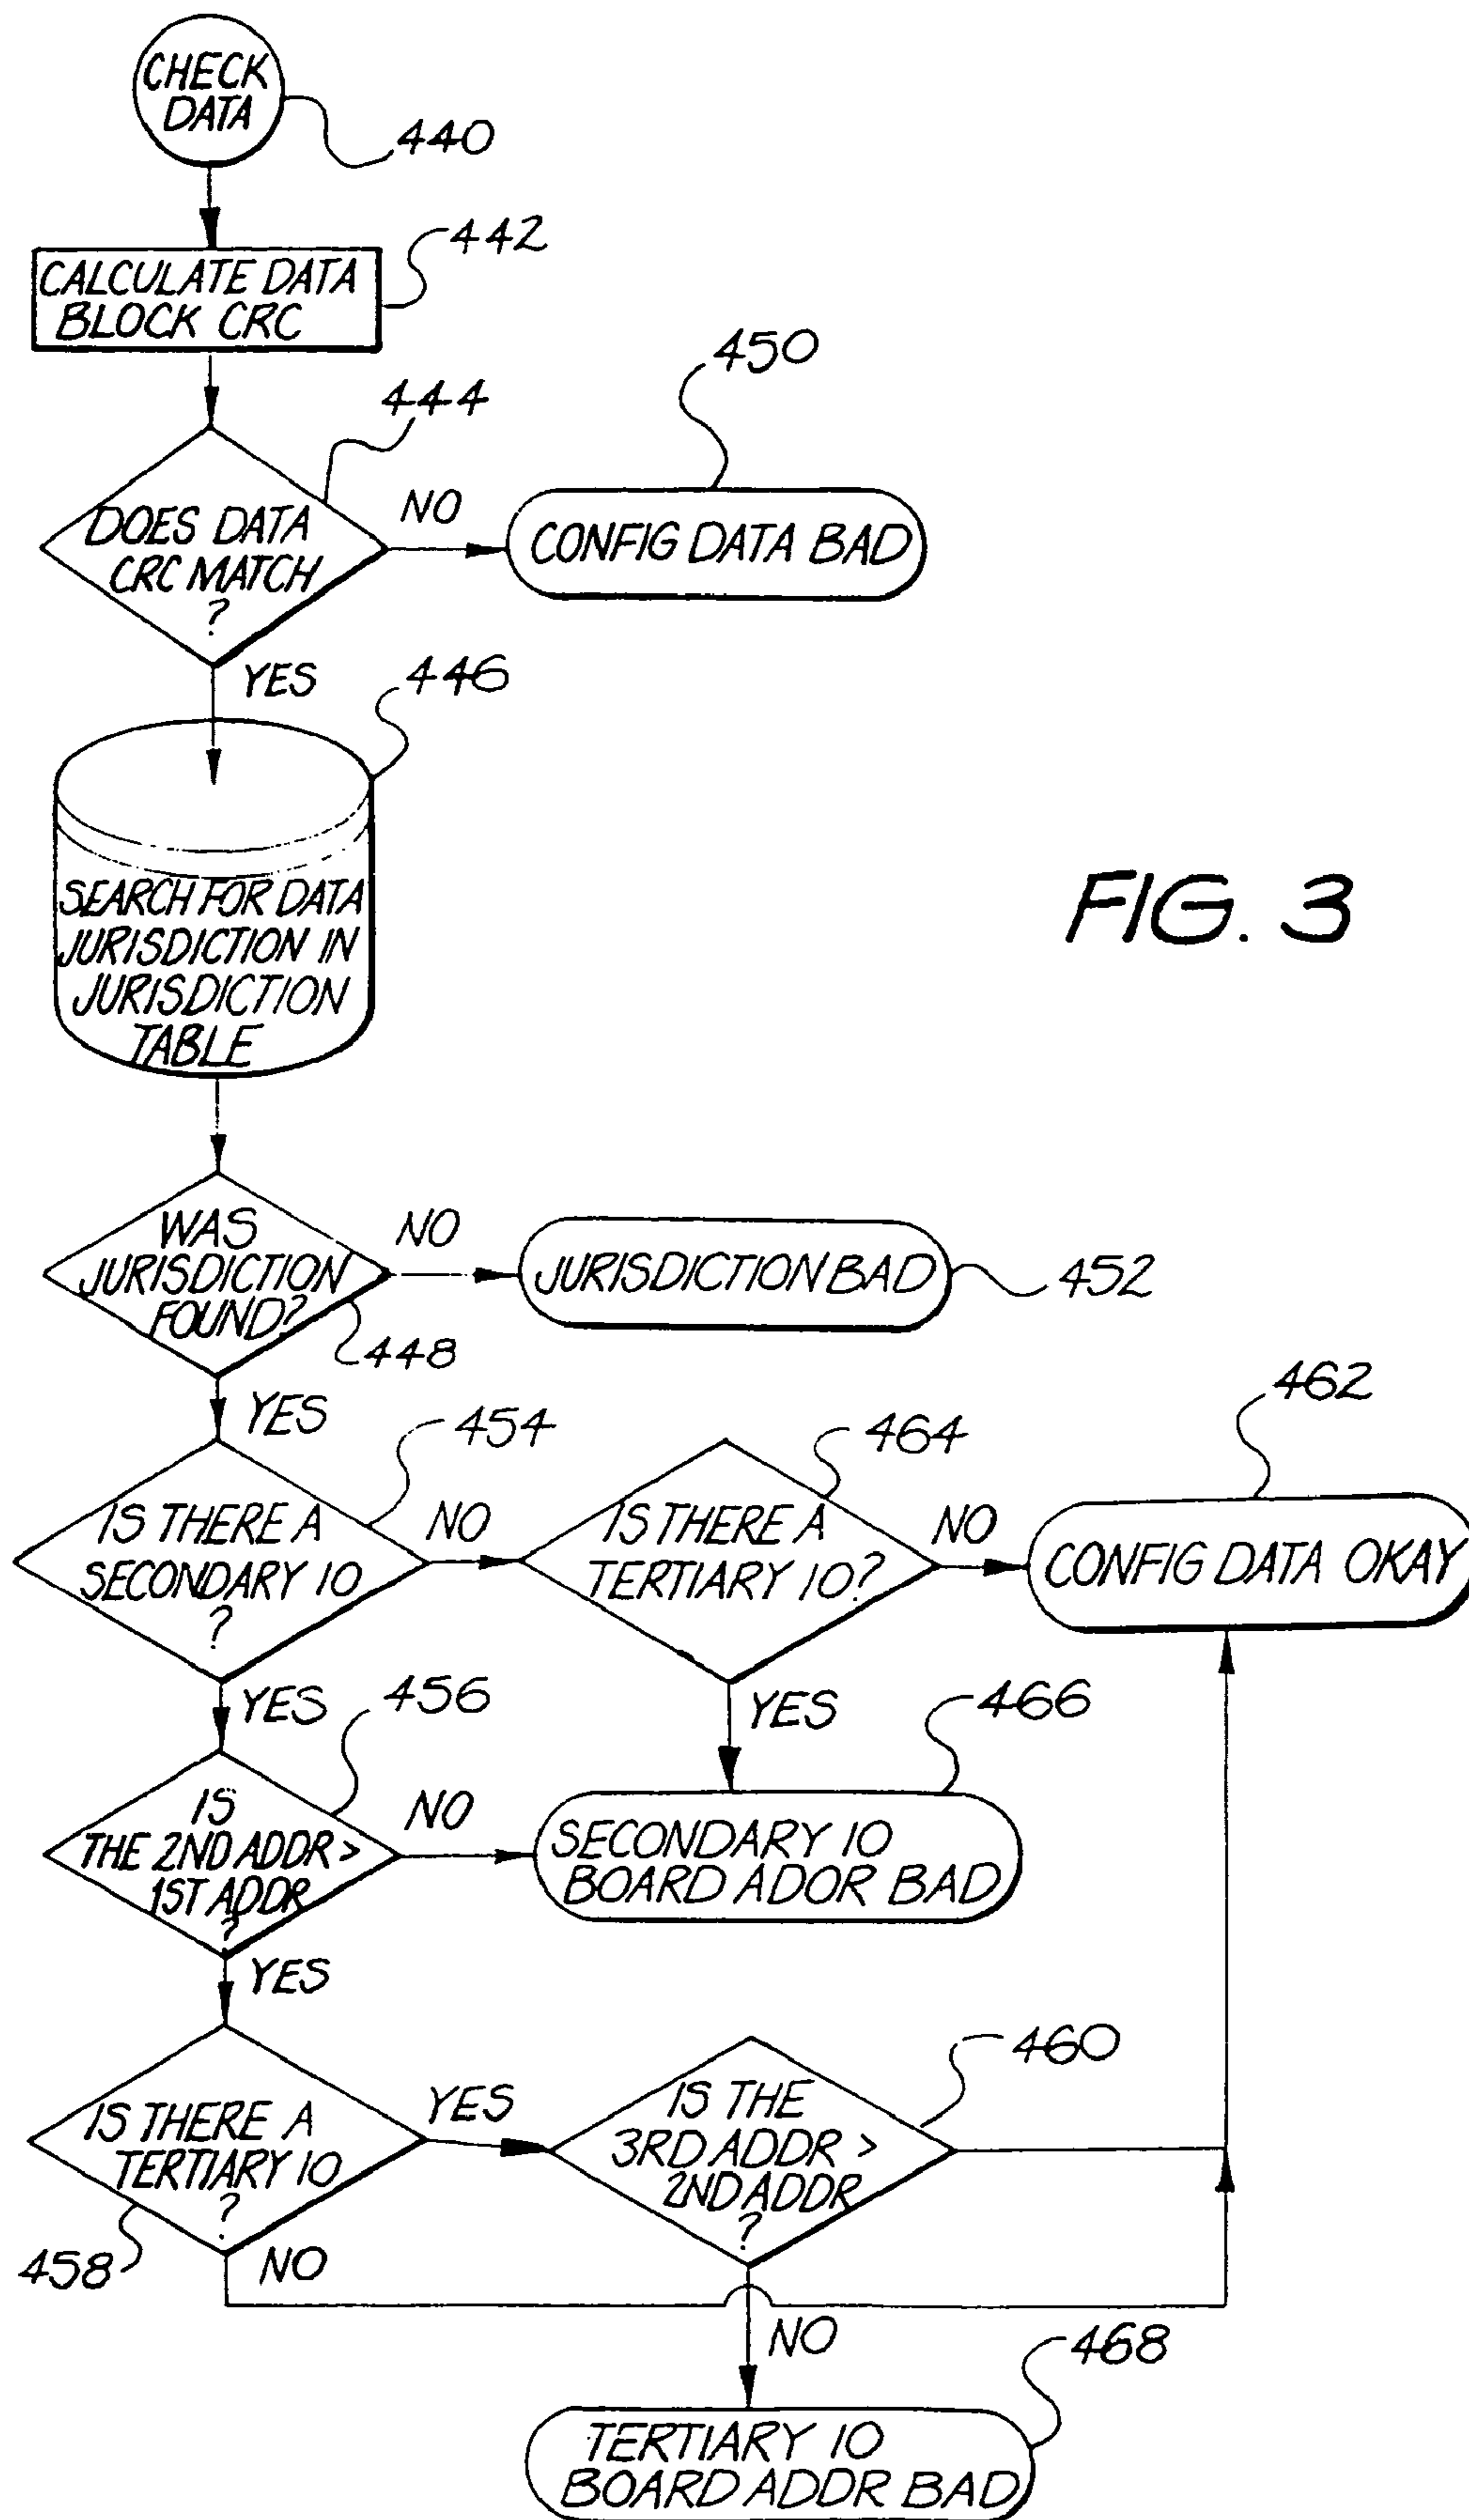 CHECK
DATA
440
CALCULATE DATA
BLOCK CRC
442
444
450
DOES DATA
CRC MATCH
?
NO
CONFIG DATA BAD
YES
446
SEARCH FOR DATA
JURISDICTION IN
JURISDICTION
TABLE
FIG. 3
WAS
JURISDICTION
FOUND?
NO
JURISDICTION BAD
452
448
YES
454
464
462
IS THERE A
SECONDARY IO
?
NO
IS THERE A
TERTIARY IO?
NO
CONFIG DATA OKAY
YES
456
YES
466
IS
THE 2ND ADDR >
1ST ADDR
?
NO
SECONDARY IO
BOARD ADOR BAD
YES
460
IS THERE A
TERTIARY IO
?
YES
IS THE
3RD ADDR >
2ND ADDR
?
458
NO
NO
468
TERTIARY IO
BOARD ADDR BAD